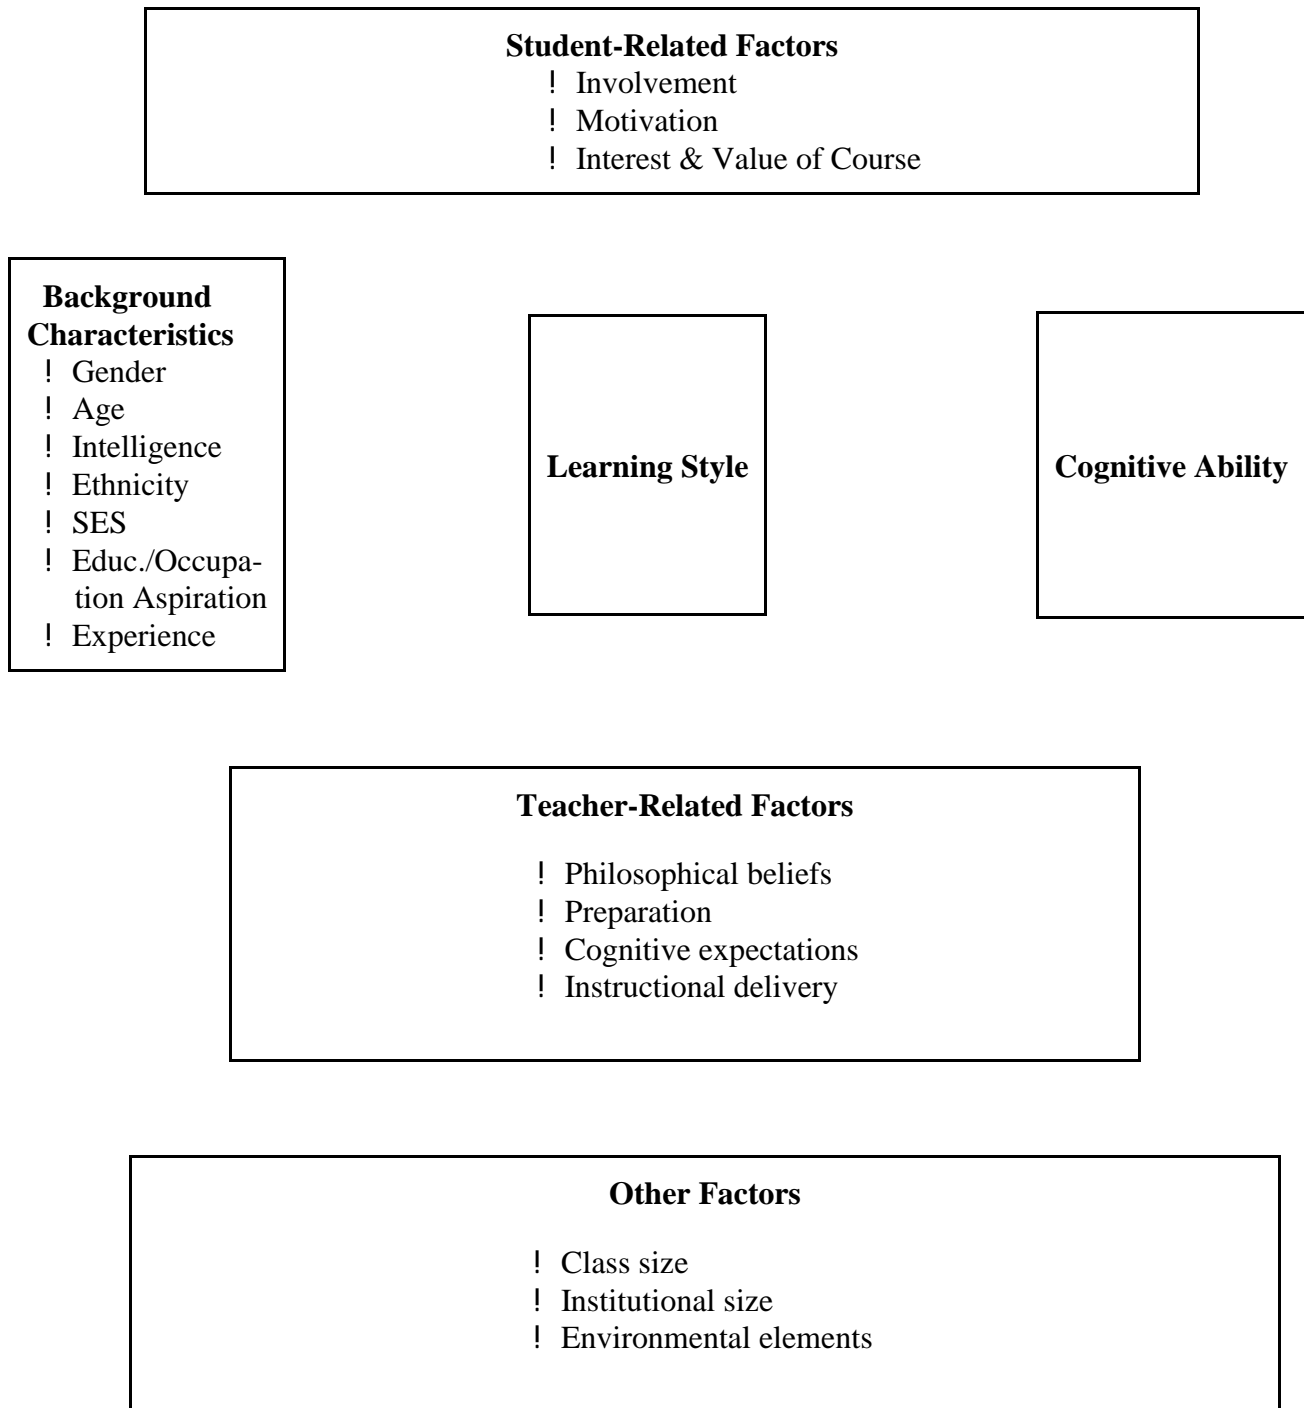 Student-Related Factors
! Involvement
! Motivation
! Interest & Value of Course
Background
Characteristics
! Gender
! Age
! Intelligence
! Ethnicity
! SES
! Educ./Occupa-
tion Aspiration
! Experience
Learning Style
Cognitive Ability
Teacher-Related Factors
! Philosophical beliefs
! Preparation
! Cognitive expectations
! Instructional delivery
Other Factors
! Class size
! Institutional size
! Environmental elements